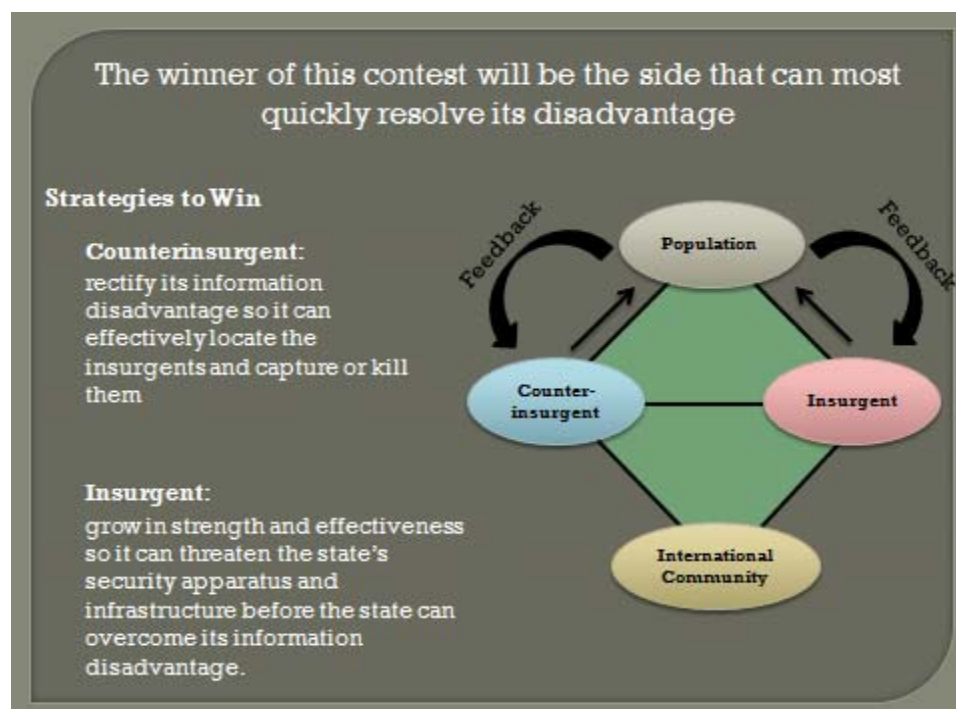 The winner of this contest will be the side that can most
quickly resolve its disadvantage
Strategies to Win
Counterinsurgent:
rectify its information
disadvantage so it can
effectively locate the
insurgents and capture or kill
them
Insurgent:
grow in strength and effectiveness
so it can threaten the state's
security apparatus and
infrastructure before the state can
overcome its information
disadvantage.
Feedback
Population
Feedback
Counter-
insurgent
Insurgent
International
Community